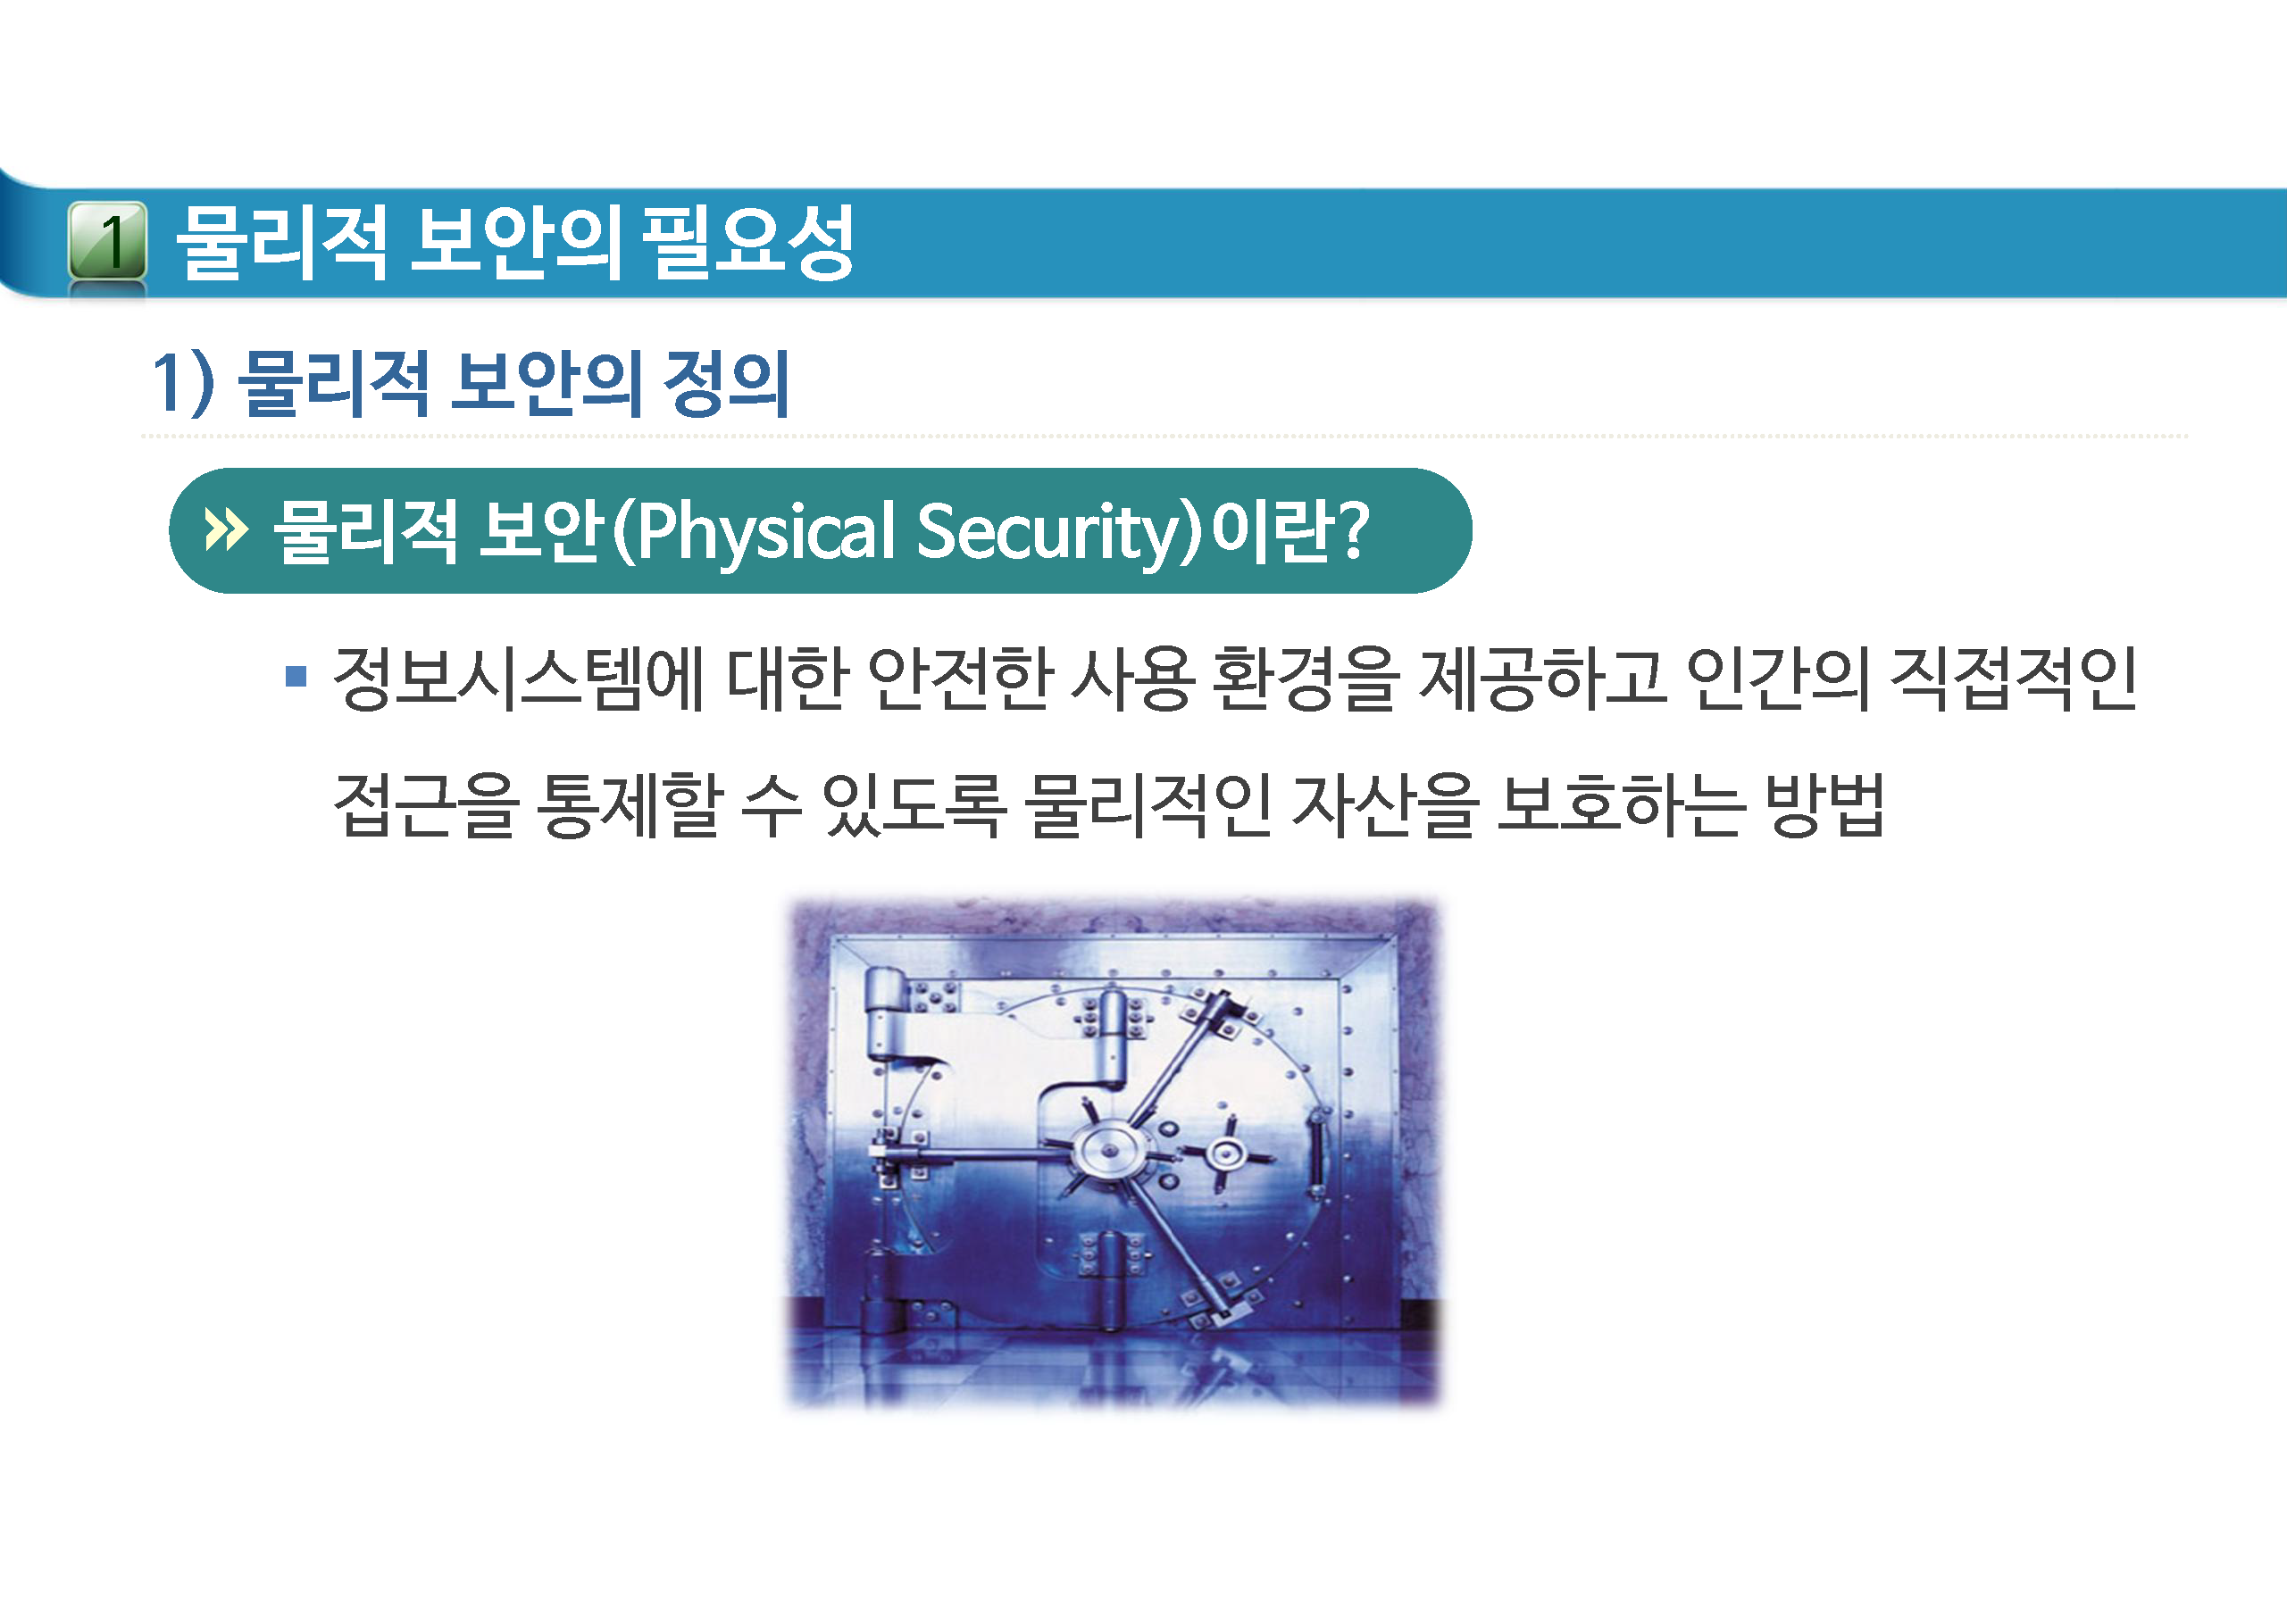 1 물리적 보안의 필요성
1) 물리적 보안의 정의
» 물리적 보안(Physical Security)이란?
▪ 정보시스템에 대한 안전한 사용 환경을 제공하고 인간의 직접적인
접근을 통제할 수 있도록 물리적인 자산을 보호하는 방법